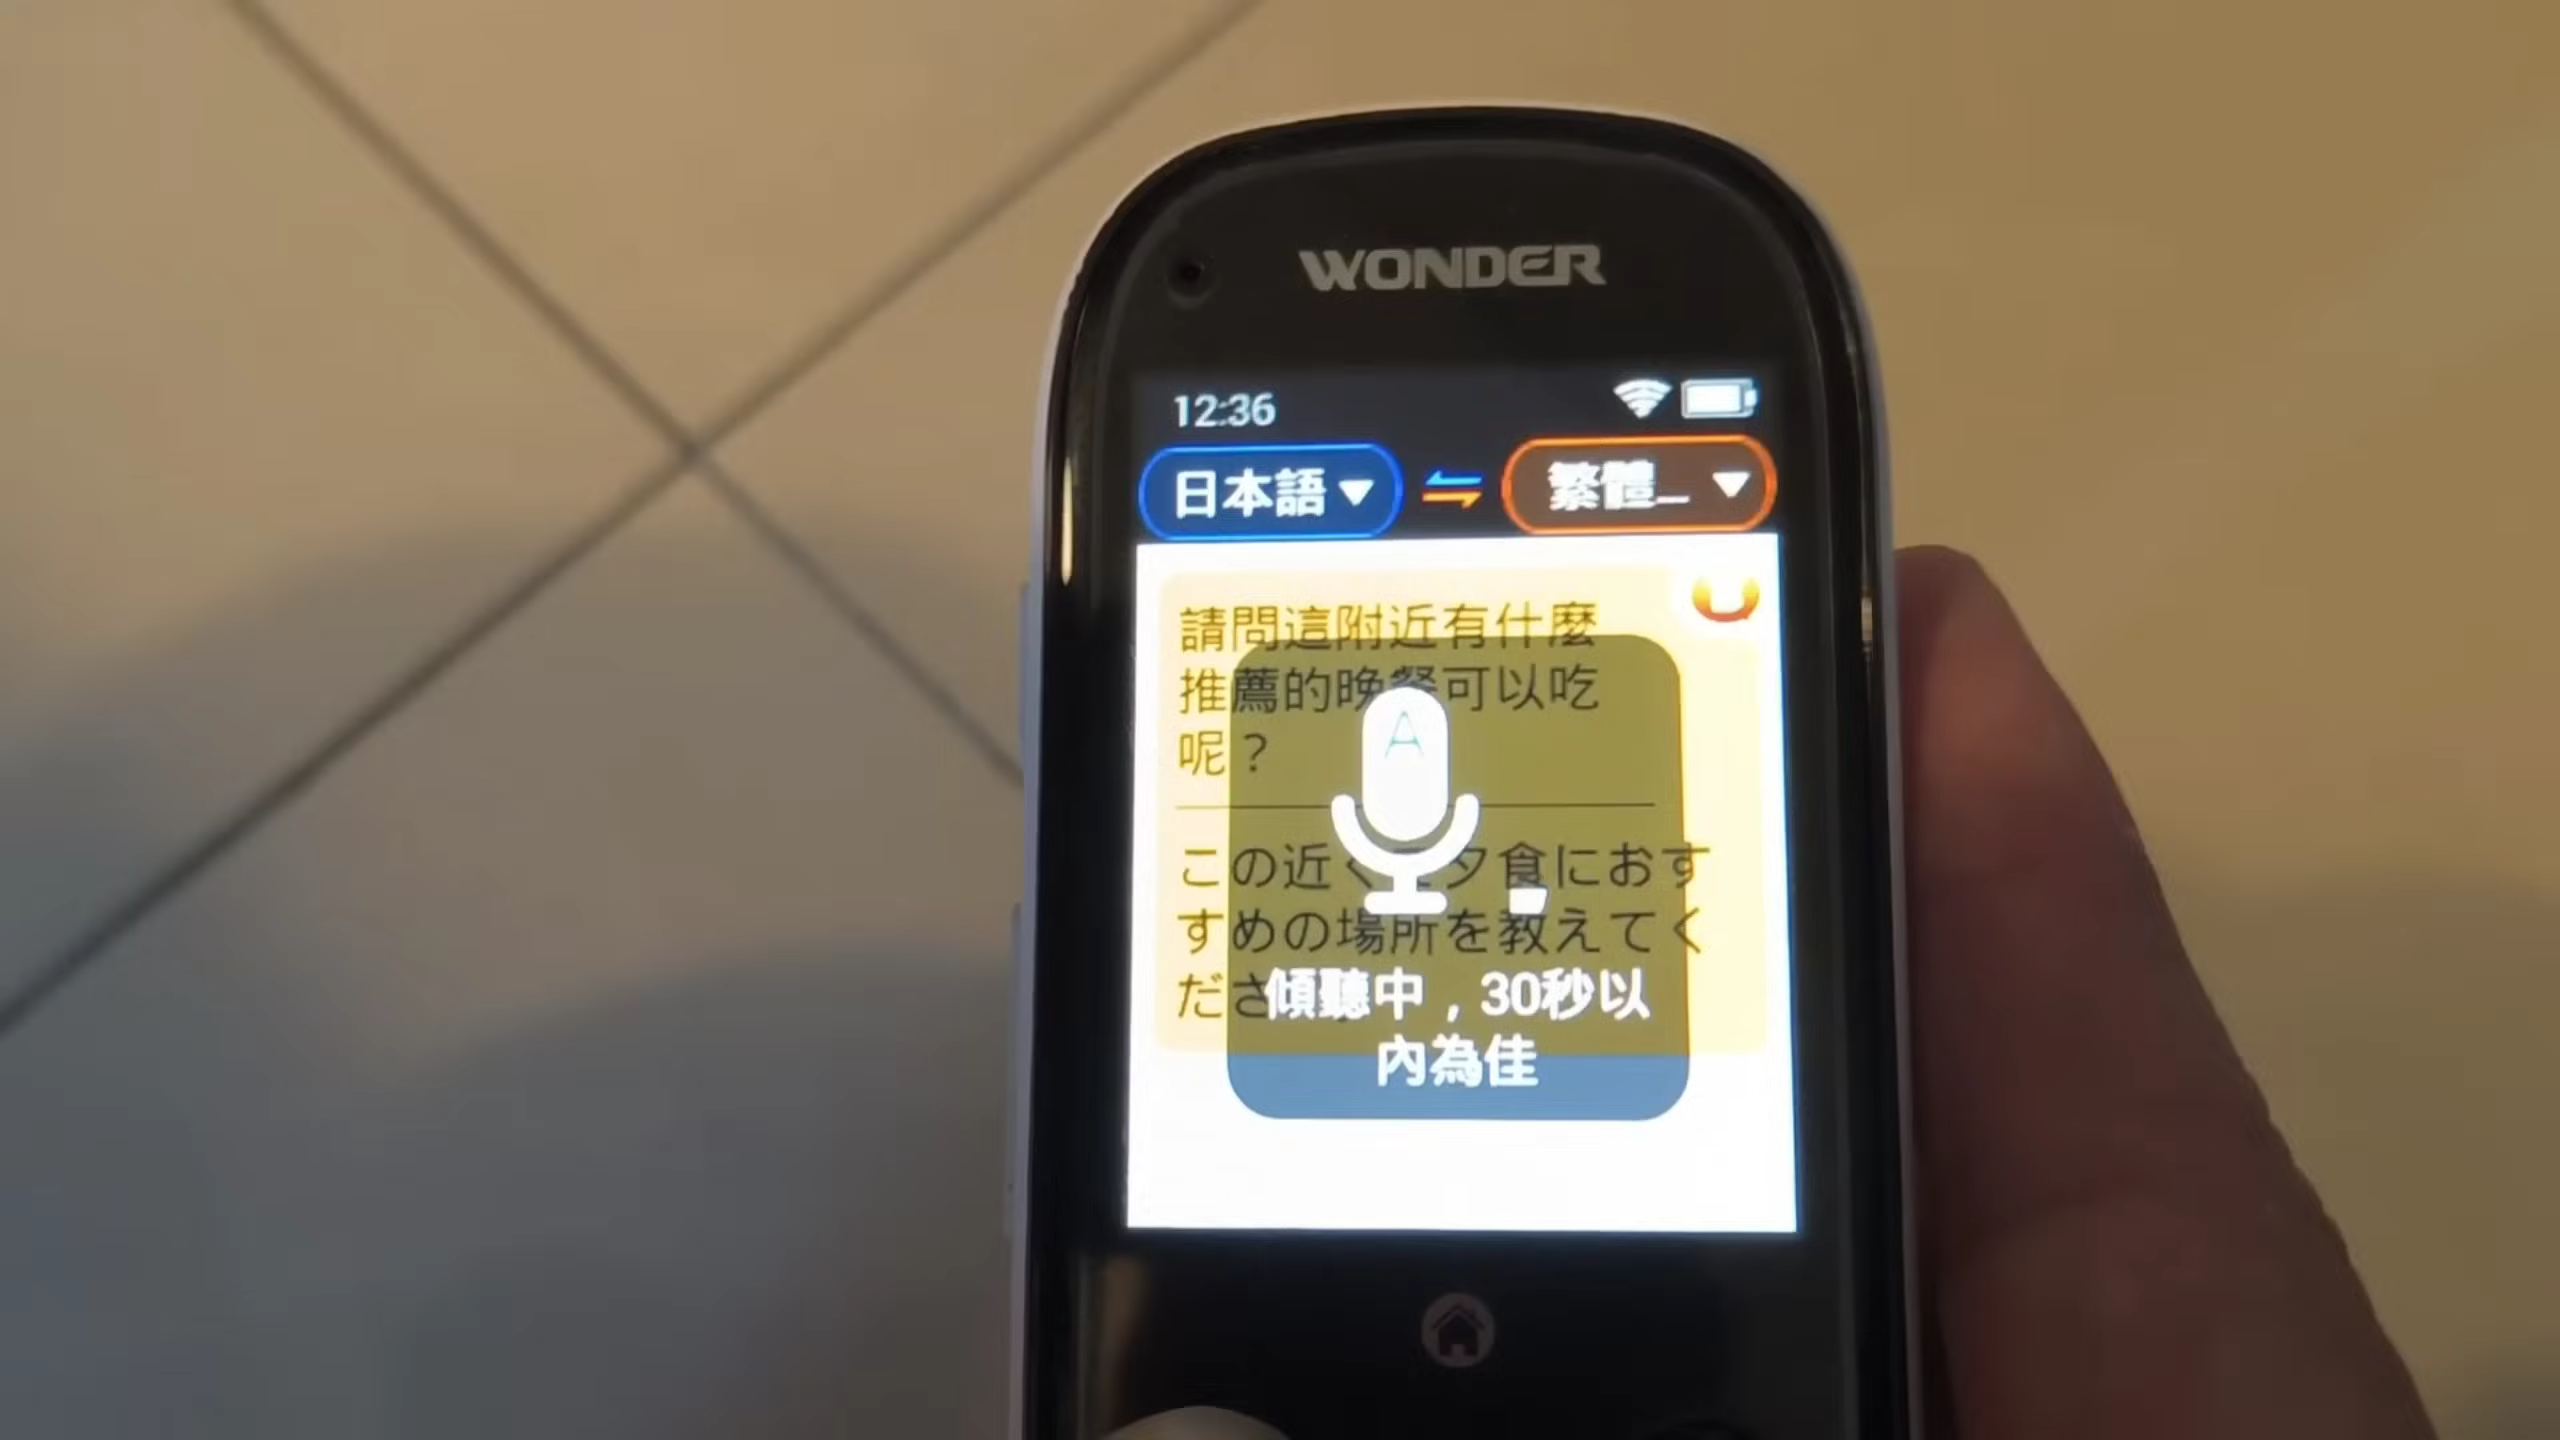 WONDER
12:36
日本語
繁體...
請問這附近有什麼
推薦的晚餐可以吃
呢？
A
この近く 夕食におす
すめの場所を教えてく
ださ
傾聽中，30秒以
內為佳